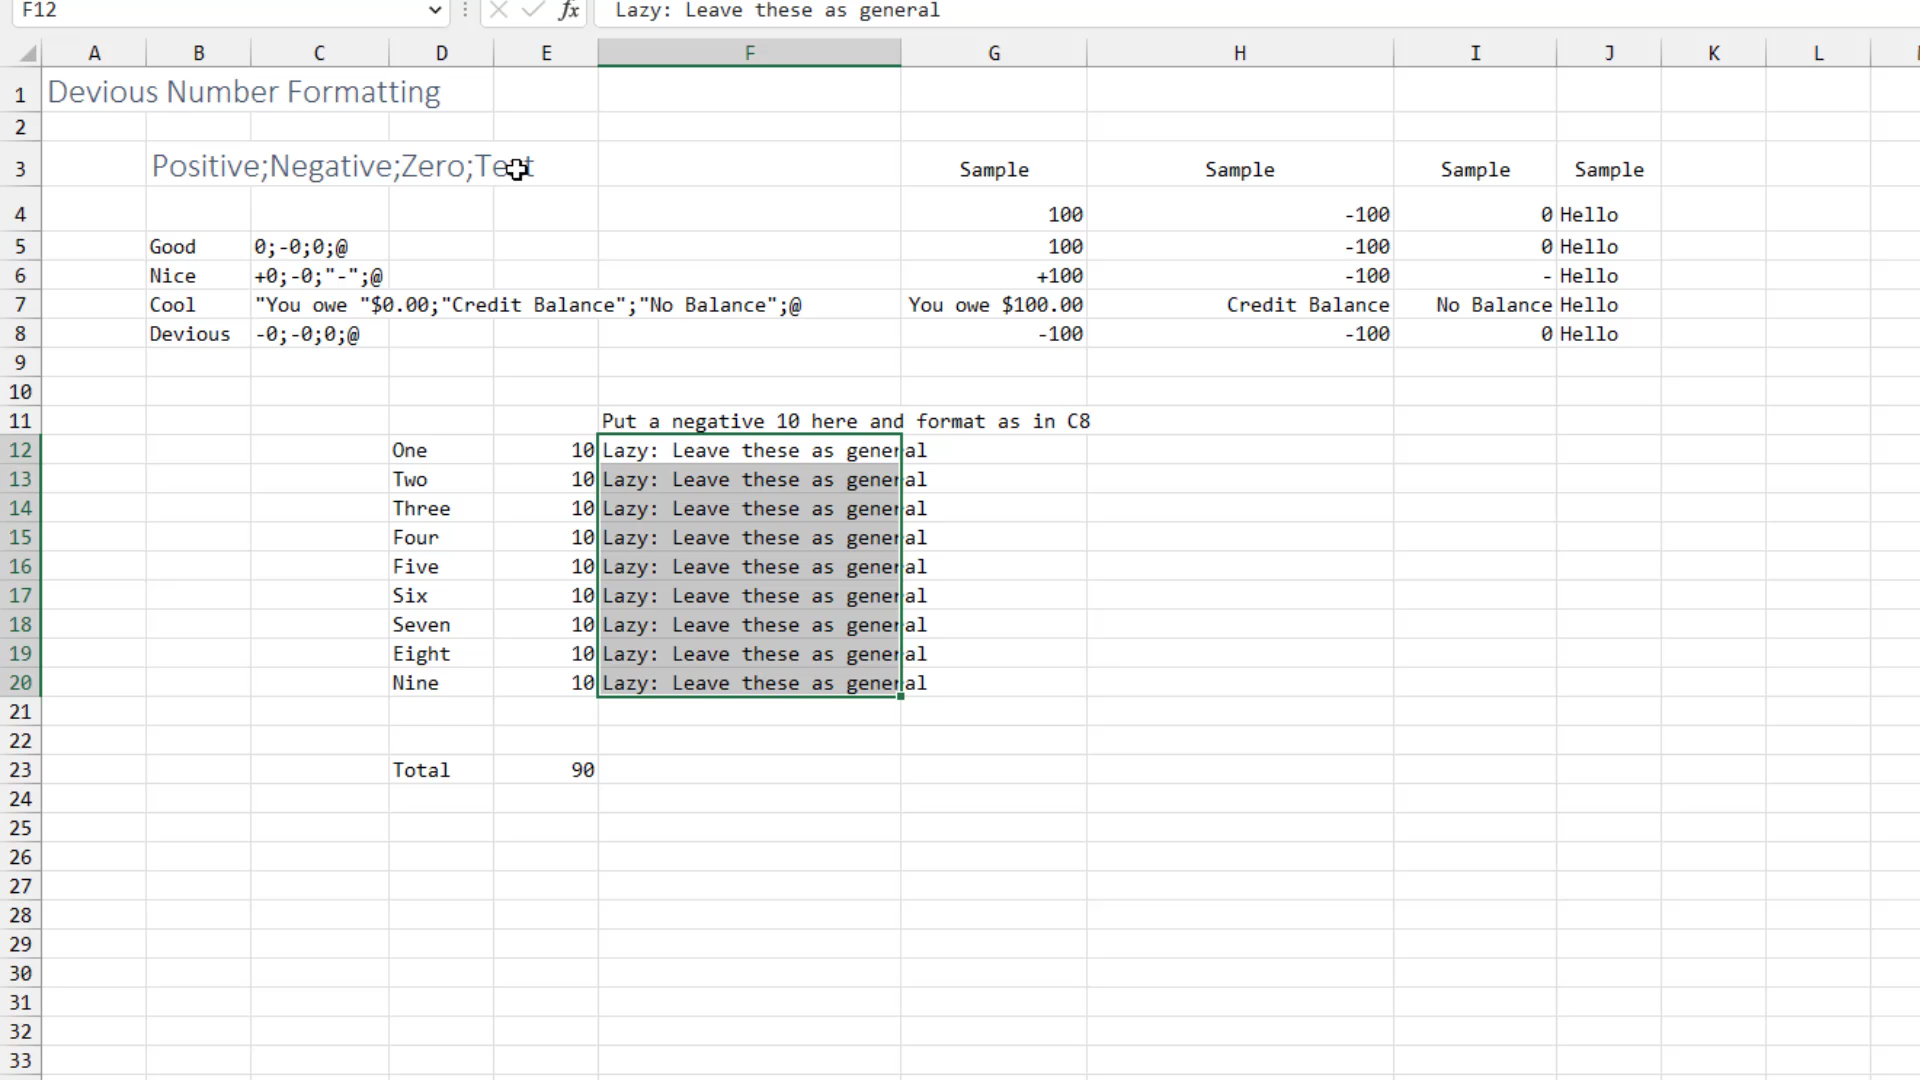 F12 fx Lazy: Leave these as general
A B C D E F G H I J K L
1 Devious Number Formatting
2
3 Positive;Negative;Zero;Text Sample Sample Sample Sample
4 100 -100 0 Hello
5 Good 0;-0;0;@ 100 -100 0 Hello
6 Nice +0;-0;"-";@ +100 -100 - Hello
7 Cool "You owe "$0.00;"Credit Balance";"No Balance";@ You owe $100.00 Credit Balance No Balance Hello
8 Devious -0;-0;0;@ -100 -100 0 Hello
9
10
11 Put a negative 10 here and format as in C8
12 One 10 Lazy: Leave these as general
13 Two 10 Lazy: Leave these as general
14 Three 10 Lazy: Leave these as general
15 Four 10 Lazy: Leave these as general
16 Five 10 Lazy: Leave these as general
17 Six 10 Lazy: Leave these as general
18 Seven 10 Lazy: Leave these as general
19 Eight 10 Lazy: Leave these as general
20 Nine 10 Lazy: Leave these as general
21
22
23 Total 90
24
25
26
27
28
29
30
31
32
33